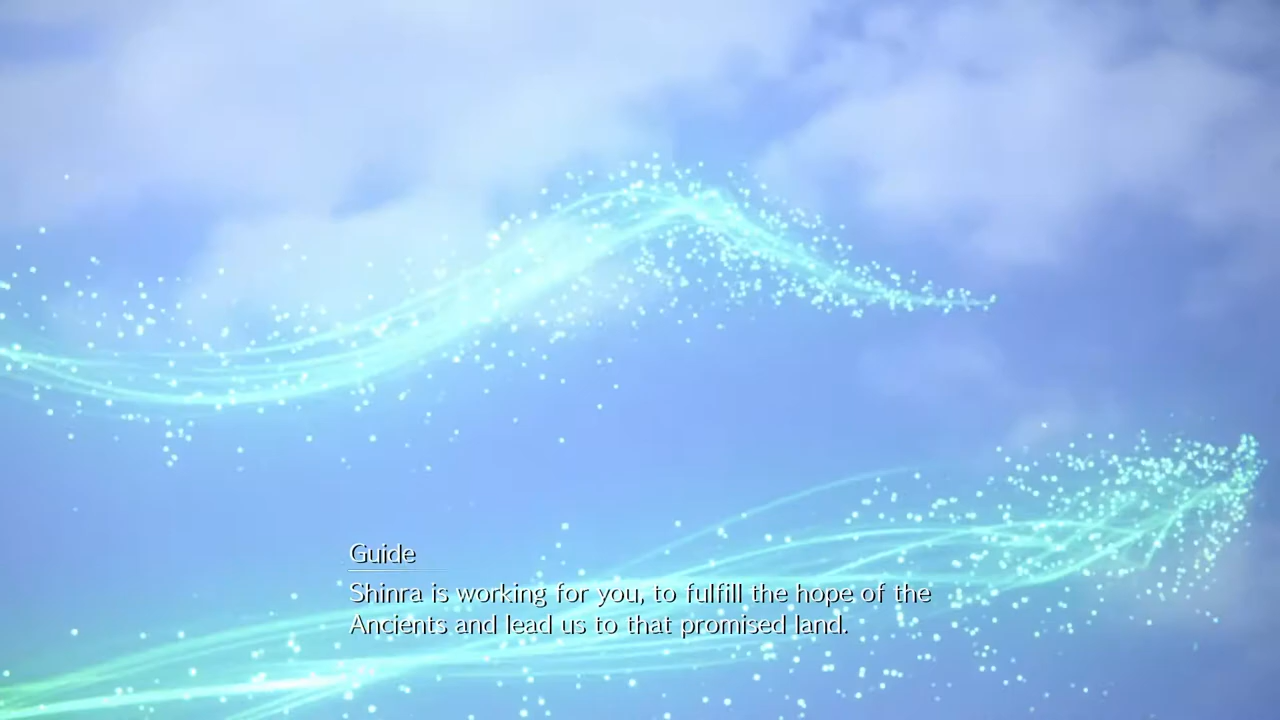 Guide
Shinra is working for you, to fulfill the hope of the
Ancients and lead us to that promised land.